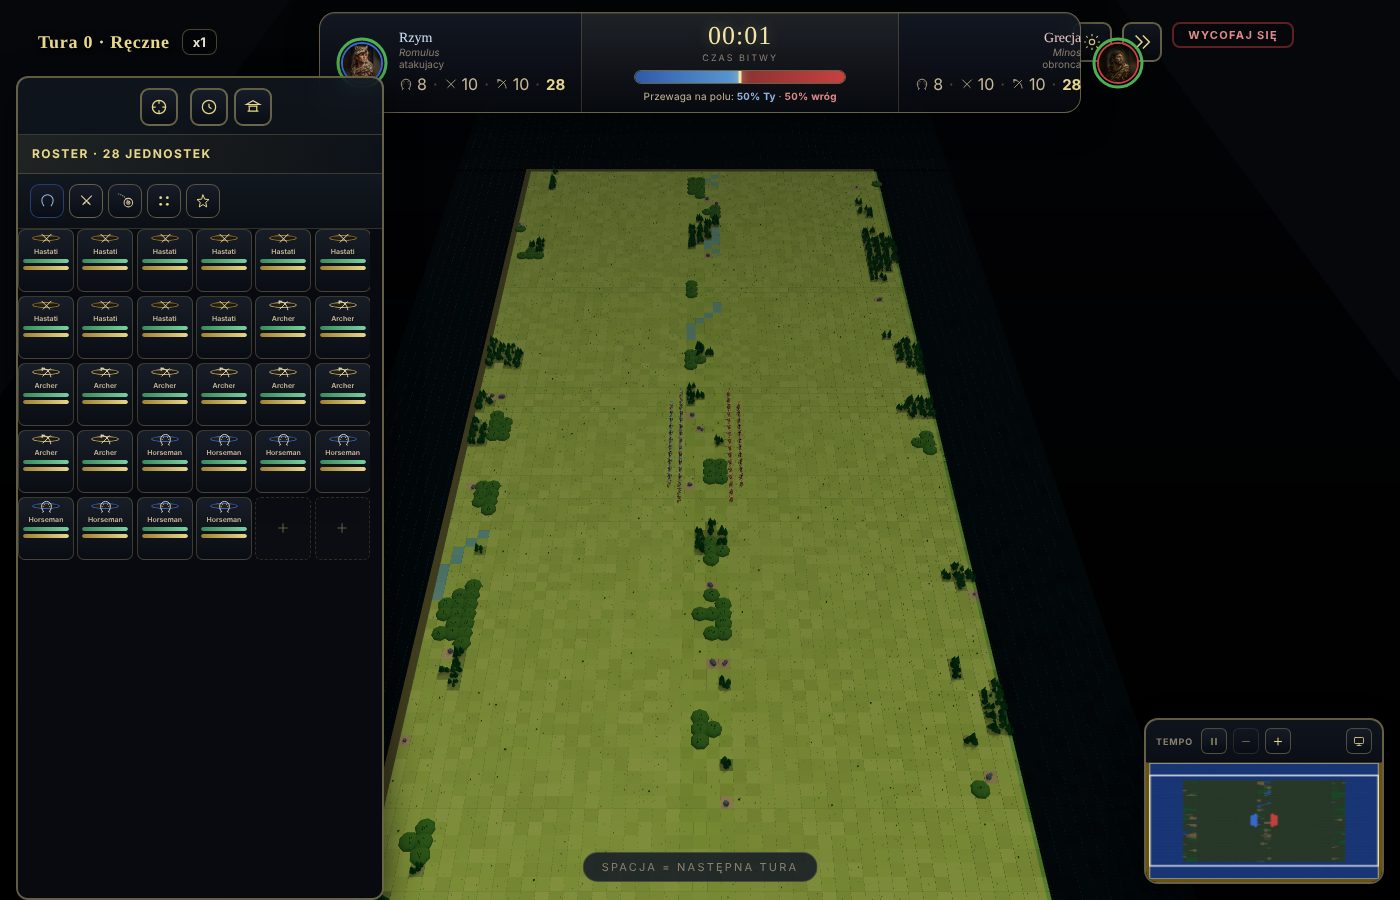 Tura 0 · Ręczne x1
Rzym
Romulus
atakujący
8 · 10 · 10 · 28
00:01
CZAS BITWY
Przewaga na polu: 50% Ty · 50% wróg
Grecja
Minos
obronca
8 · 10 · 10 · 28
WYCOFAJ SIĘ
ROSTER · 28 JEDNOSTEK
Hastati Hastati Hastati Hastati Hastati Hastati
Hastati Hastati Hastati Hastati Archer Archer
Archer Archer Archer Archer Archer Archer
Archer Archer Horseman Horseman Horseman Horseman
Horseman Horseman Horseman Horseman + +
TEMPO
SPACJA = NASTĘPNA TURA